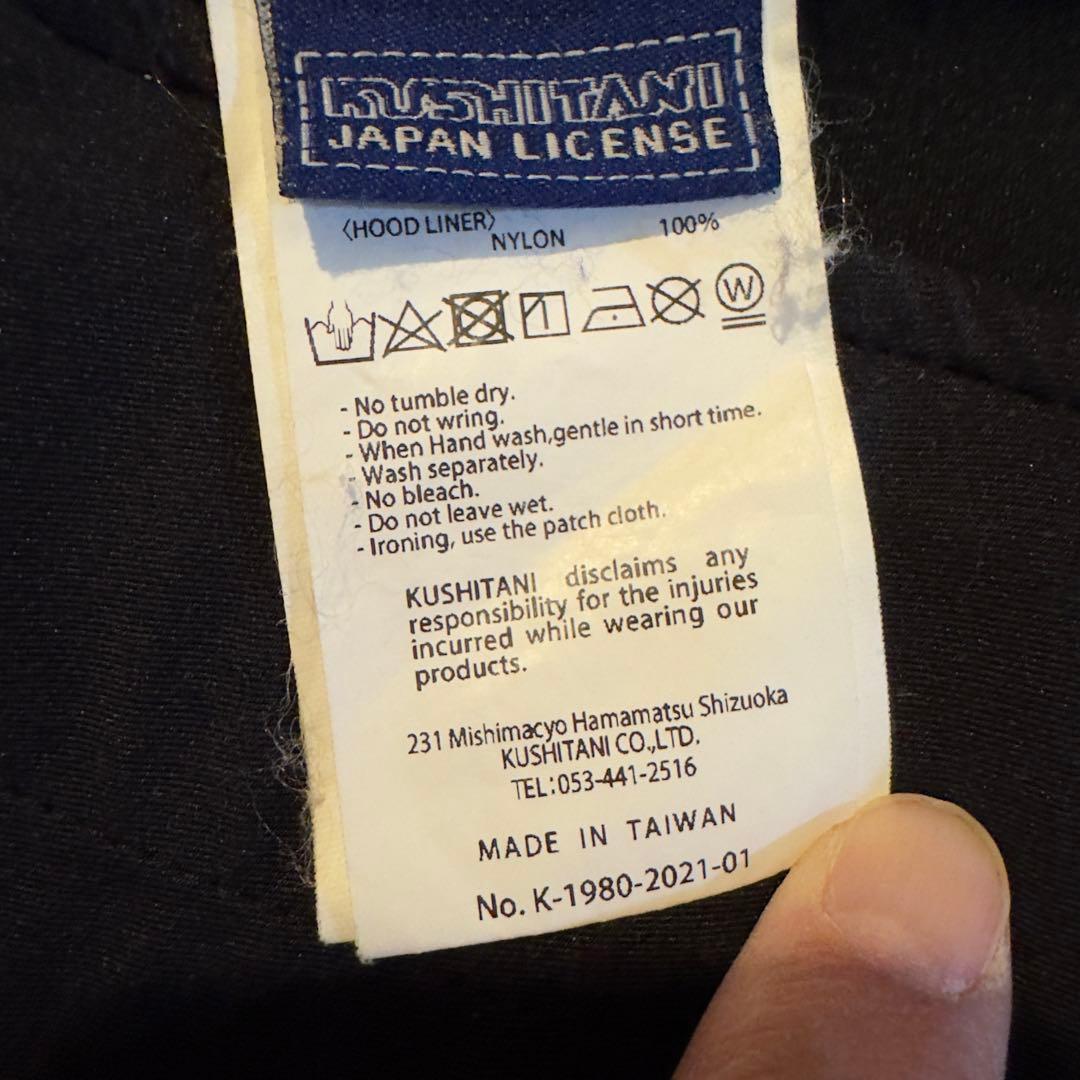 KUSHITANI
JAPAN LICENSE
〈HOOD LINER〉
NYLON 100%
W
- No tumble dry.
- Do not wring.
- When Hand wash,gentle in short time.
- Wash separately.
- No bleach.
- Do not leave wet.
- Ironing, use the patch cloth.
KUSHITANI disclaims any
responsibility for the injuries
incurred while wearing our
products.
231 Mishimacyo Hamamatsu Shizuoka
KUSHITANI CO.,LTD.
TEL:053-441-2516
MADE IN TAIWAN
No. K-1980-2021-01